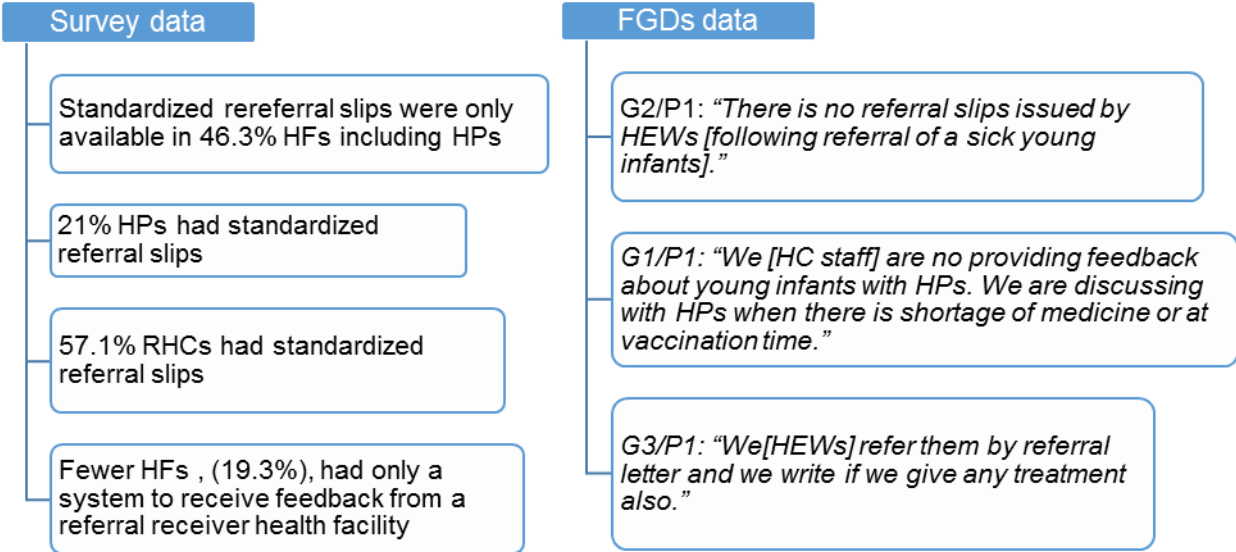 Survey data
Standardized rereferral slips were only
available in 46.3% HFs including HPs
21% HPs had standardized
referral slips
57.1% RHCs had standardized
referral slips
Fewer HFs , (19.3%), had only a
system to receive feedback from a
referral receiver health facility
FGDs data
G2/P1: “There is no referral slips issued by
HEWs [following referral of a sick young
infants].”
G1/P1: “We [HC staff] are no providing feedback
about young infants with HPs. We are discussing
with HPs when there is shortage of medicine or at
vaccination time.”
G3/P1: “We[HEWs] refer them by referral
letter and we write if we give any treatment
also.”